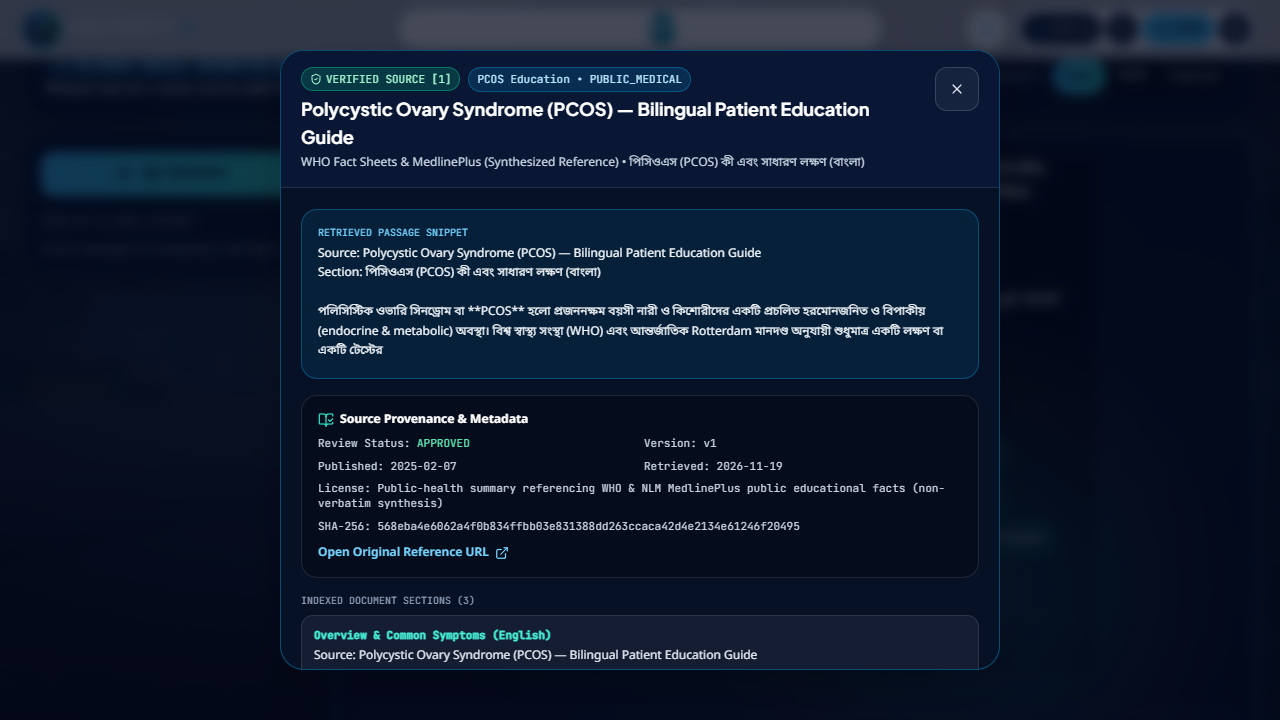 VERIFIED SOURCE [1]
PCOS Education • PUBLIC_MEDICAL
Polycystic Ovary Syndrome (PCOS) — Bilingual Patient Education
Guide
WHO Fact Sheets & MedlinePlus (Synthesized Reference) • পিসিওএস (PCOS) কী এবং সাধারণ লক্ষণ (বাংলা)
RETRIEVED PASSAGE SNIPPET
Source: Polycystic Ovary Syndrome (PCOS) — Bilingual Patient Education Guide
Section: পিসিওএস (PCOS) কী এবং সাধারণ লক্ষণ (বাংলা)
পলিসিস্টিক ওভারি সিনড্রোম বা **PCOS** হলো প্রজননক্ষম বয়সী নারী ও কিশোরীদের একটি প্রচলিত হরমোনজনিত ও বিপাকীয়
(endocrine & metabolic) অবস্থা। বিশ্ব স্বাস্থ্য সংস্থা (WHO) এবং আন্তর্জাতিক Rotterdam মানদণ্ড অনুযায়ী শুধুমাত্র একটি লক্ষণ বা
একটি টেস্টের
Source Provenance & Metadata
Review Status: APPROVED
Version: v1
Published: 2025-02-07
Retrieved: 2026-11-19
License: Public-health summary referencing WHO & NLM MedlinePlus public educational facts (non-
verbatim synthesis)
SHA-256: 568eba4e6062a4f0b834ffbb03e831388dd263ccaca42d4e2134e61246f20495
Open Original Reference URL
INDEXED DOCUMENT SECTIONS (3)
Overview & Common Symptoms (English)
Source: Polycystic Ovary Syndrome (PCOS) — Bilingual Patient Education Guide